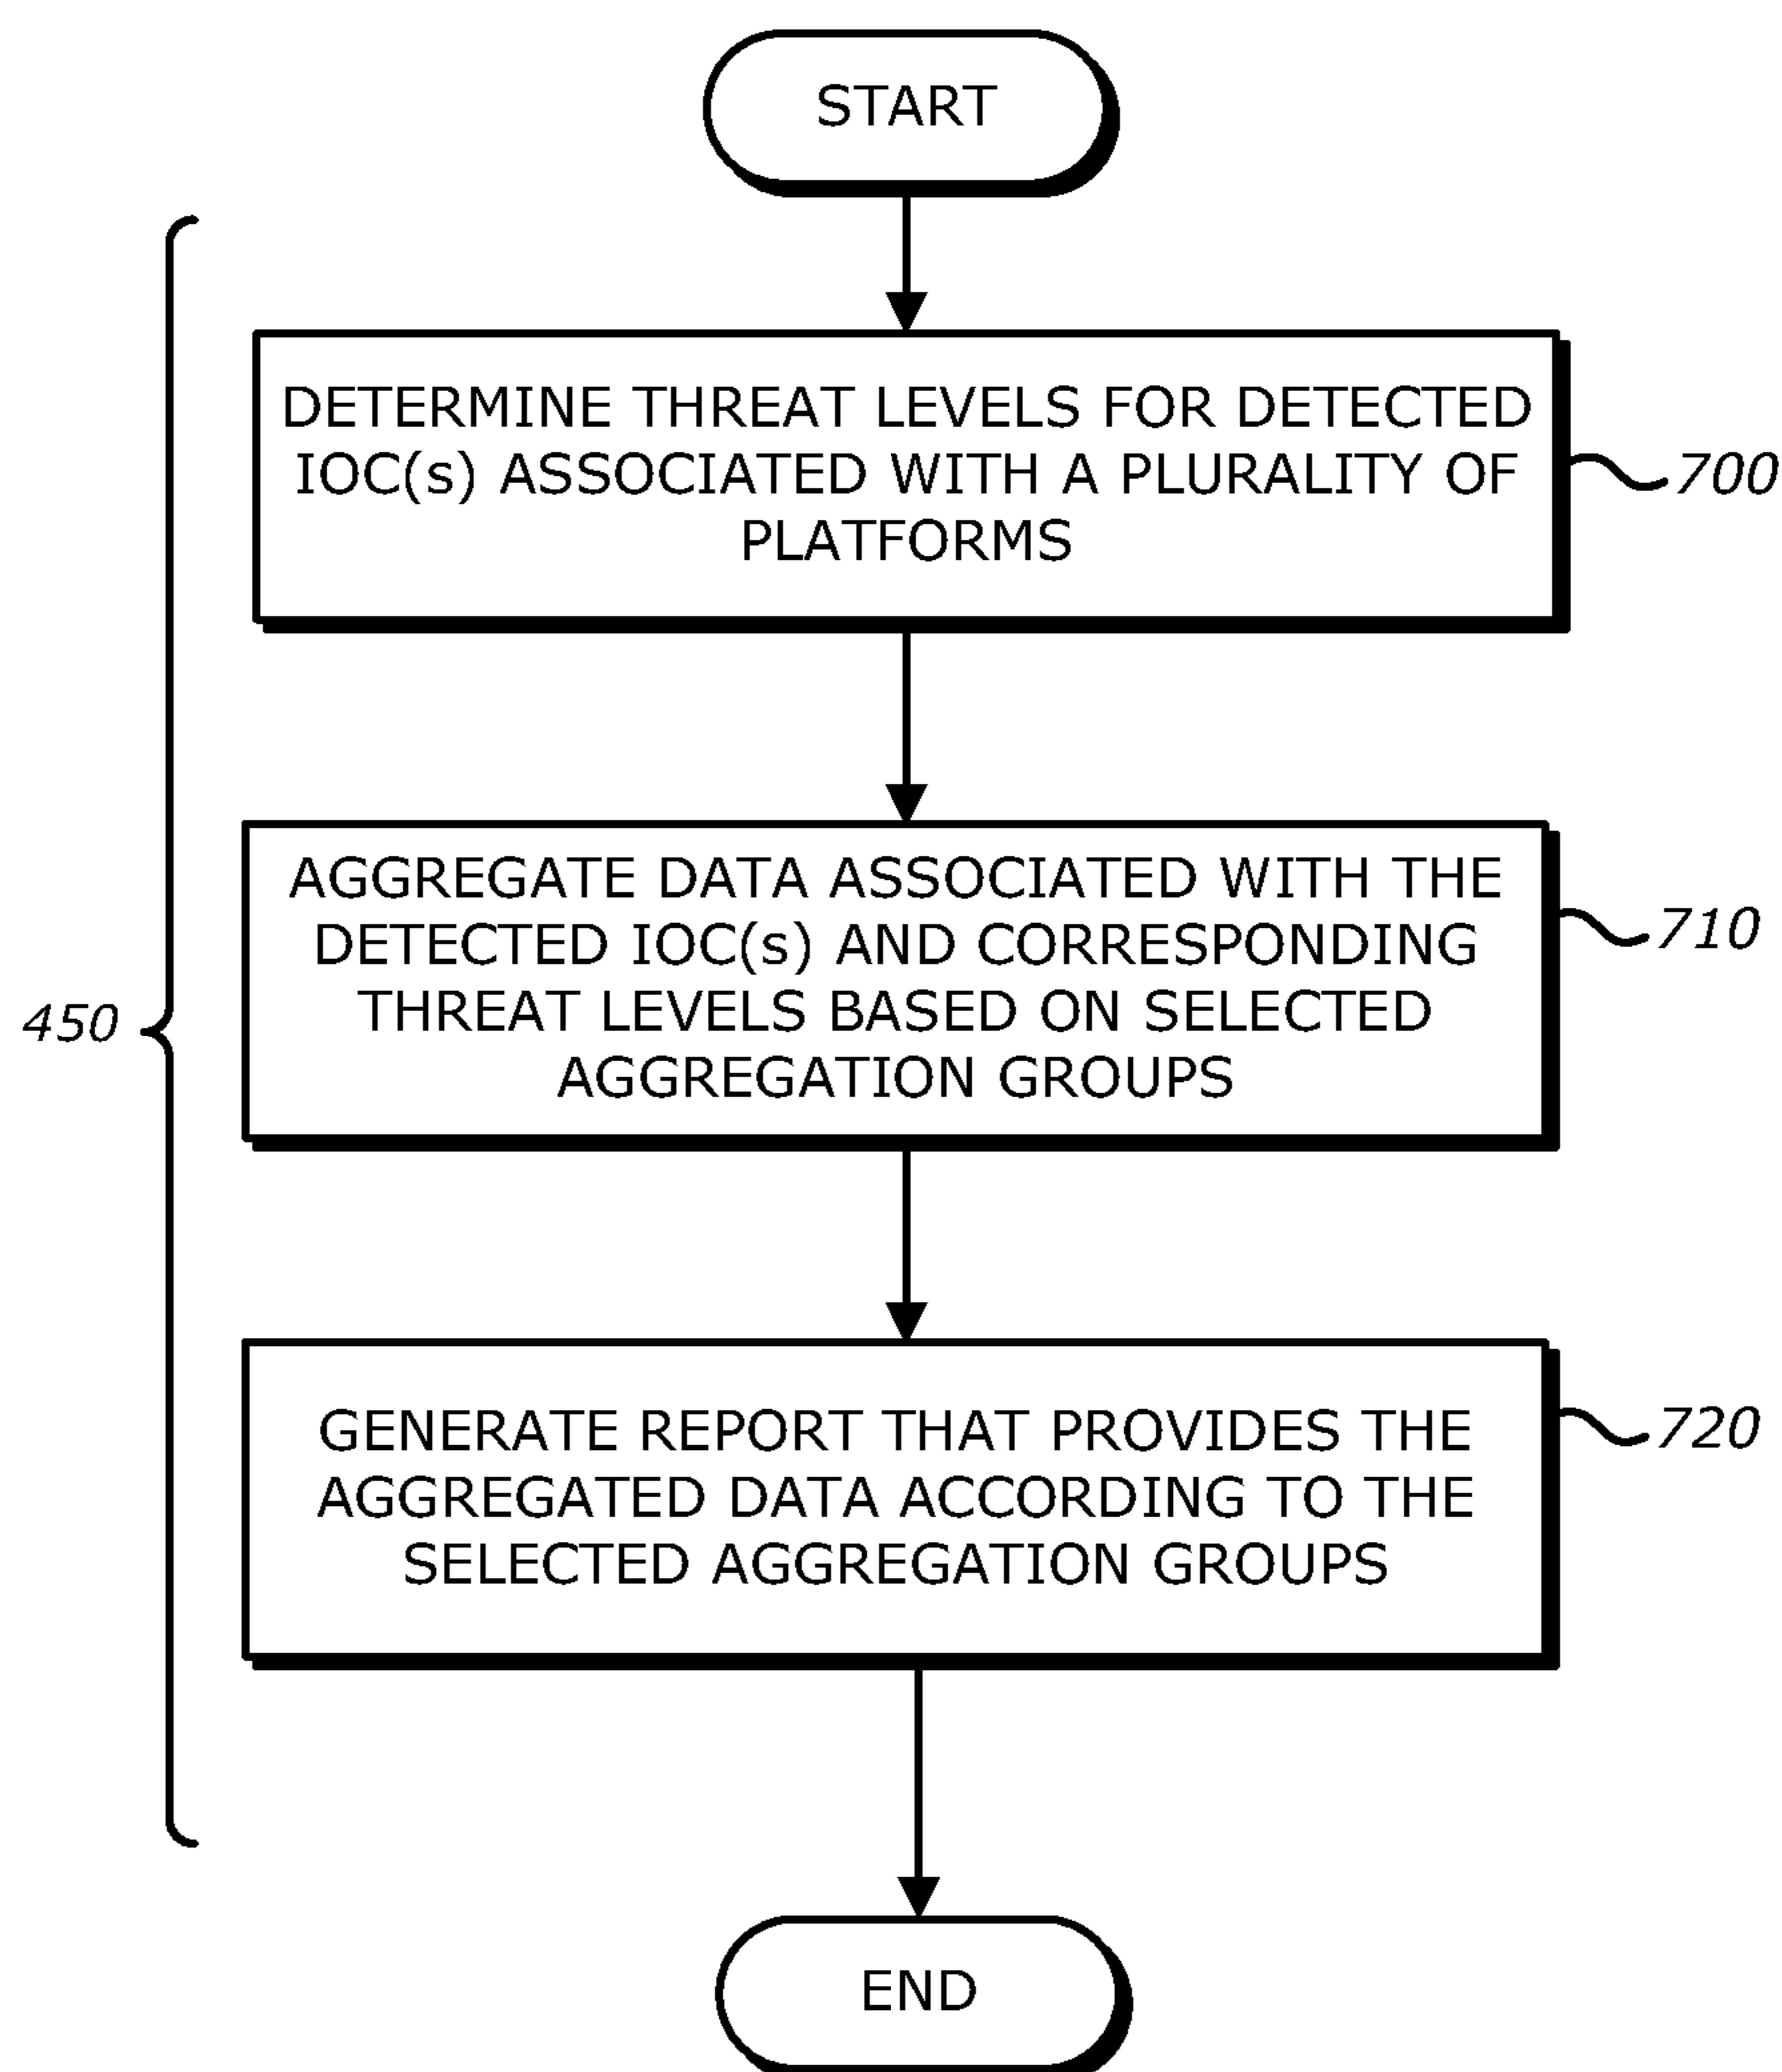 START
DETERMINE THREAT LEVELS FOR DETECTED
IOC(s) ASSOCIATED WITH A PLURALITY OF
PLATFORMS
700
AGGREGATE DATA ASSOCIATED WITH THE
DETECTED IOC(s) AND CORRESPONDING
THREAT LEVELS BASED ON SELECTED
AGGREGATION GROUPS
710
450
GENERATE REPORT THAT PROVIDES THE
AGGREGATED DATA ACCORDING TO THE
SELECTED AGGREGATION GROUPS
720
END